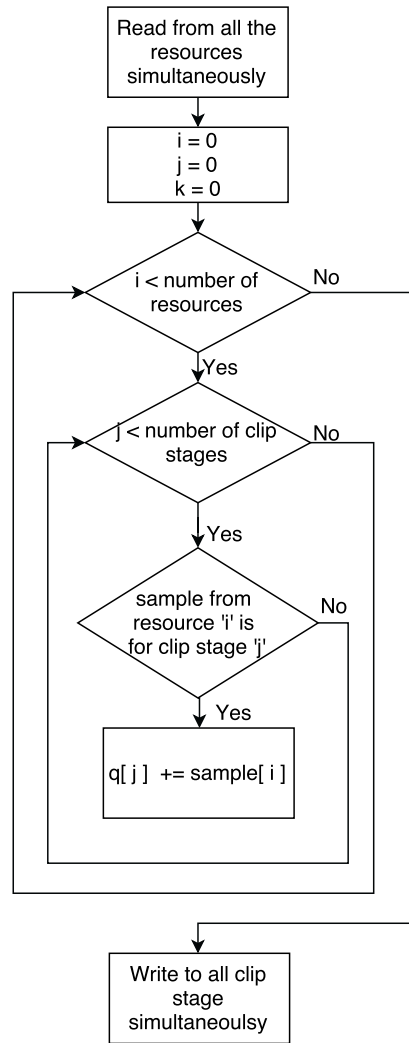 Read from all the
resources
simultaneously
i = 0
j = 0
k = 0
i < number of
resources
No
Yes
j < number of clip
stages
No
Yes
sample from
resource 'i' is
for clip stage 'j'
No
Yes
q[ j ] += sample[ i ]
Write to all clip
stage
simultaneoulsy